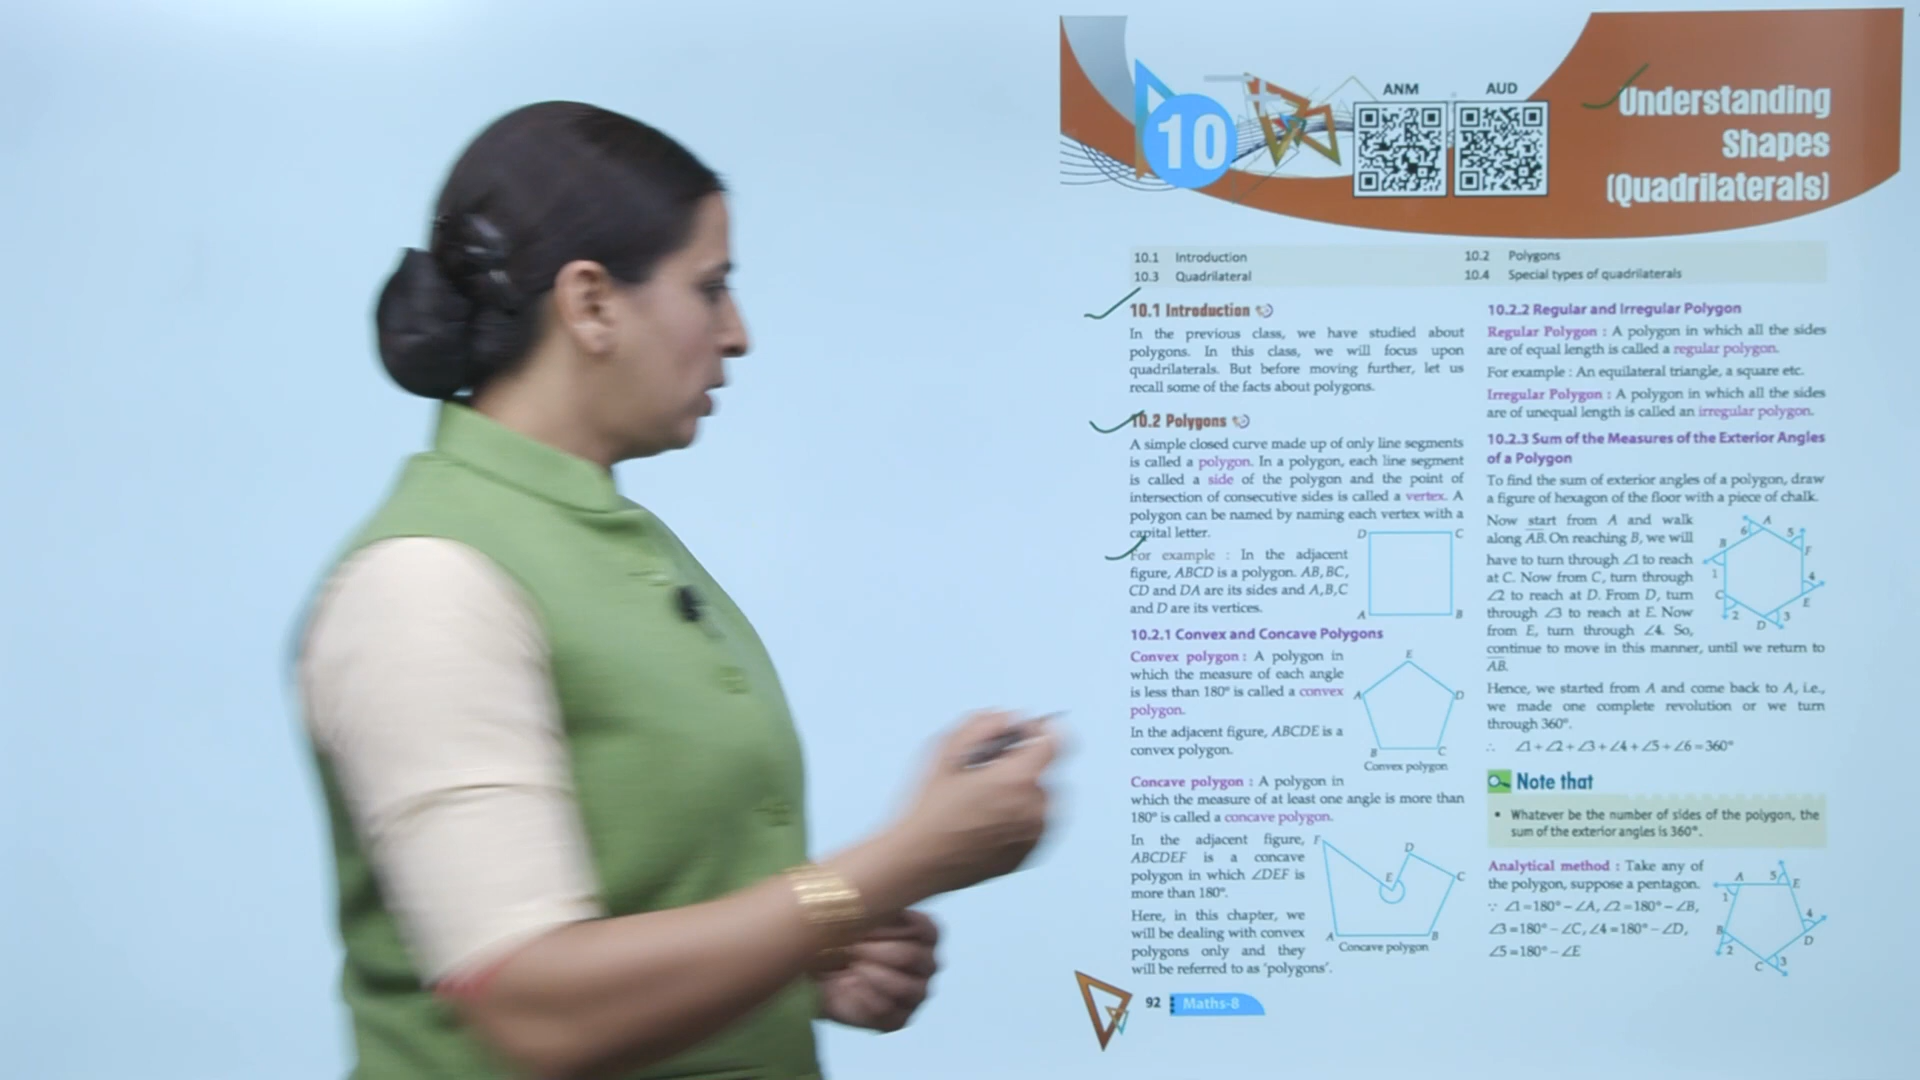 10
ANM
AUD
Understanding
Shapes
(Quadrilaterals)
10.1 Introduction
10.2 Polygons
10.3 Quadrilateral
10.4 Special types of quadrilaterals
10.1 Introduction
In the previous class, we have studied about
polygons. In this class, we will focus upon
quadrilaterals. But before moving further, let us
recall some of the facts about polygons.
10.2 Polygons
A simple closed curve made up of only line segments
is called a polygon. In a polygon, each line segment
is called a side of the polygon and the point of
intersection of consecutive sides is called a vertex. A
polygon can be named by naming each vertex with a
capital letter.
For example : In the adjacent
figure, ABCD is a polygon. AB, BC,
CD and DA are its sides and A,B,C
and D are its vertices.
D C
A B
10.2.1 Convex and Concave Polygons
Convex polygon : A polygon in
which the measure of each angle
is less than 180° is called a convex
polygon.
In the adjacent figure, ABCDE is a
convex polygon.
E
A D
B C
Convex polygon
Concave polygon : A polygon in
which the measure of at least one angle is more than
180° is called a concave polygon.
In the adjacent figure,
ABCDEF is a concave
polygon in which ∠DEF is
more than 180°.
Here, in this chapter, we
will be dealing with convex
polygons only and they
will be referred to as 'polygons'.
F D
E C
A B
Concave polygon
92 Maths-8
10.2.2 Regular and Irregular Polygon
Regular Polygon : A polygon in which all the sides
are of equal length is called a regular polygon.
For example : An equilateral triangle, a square etc.
Irregular Polygon : A polygon in which all the sides
are of unequal length is called an irregular polygon.
10.2.3 Sum of the Measures of the Exterior Angles
of a Polygon
To find the sum of exterior angles of a polygon, draw
a figure of hexagon of the floor with a piece of chalk.
Now start from A and walk
along AB. On reaching B, we will
have to turn through ∠1 to reach
at C. Now from C, turn through
∠2 to reach at D. From D, turn
through ∠3 to reach at E. Now
from E, turn through ∠4. So,
continue to move in this manner, until we return to
AB.
6 A 5
B F
1 4
C E
2 D 3
Hence, we started from A and come back to A, i.e.,
we made one complete revolution or we turn
through 360°.
∴ ∠1+∠2+∠3+∠4+∠5+∠6=360°
Note that
• Whatever be the number of sides of the polygon, the
sum of the exterior angles is 360°.
Analytical method : Take any of
the polygon, suppose a pentagon.
∵ ∠1=180°−∠A, ∠2=180°−∠B,
∠3=180°−∠C, ∠4=180°−∠D,
∠5=180°−∠E
A 5 E
1
4
B D
2 C 3